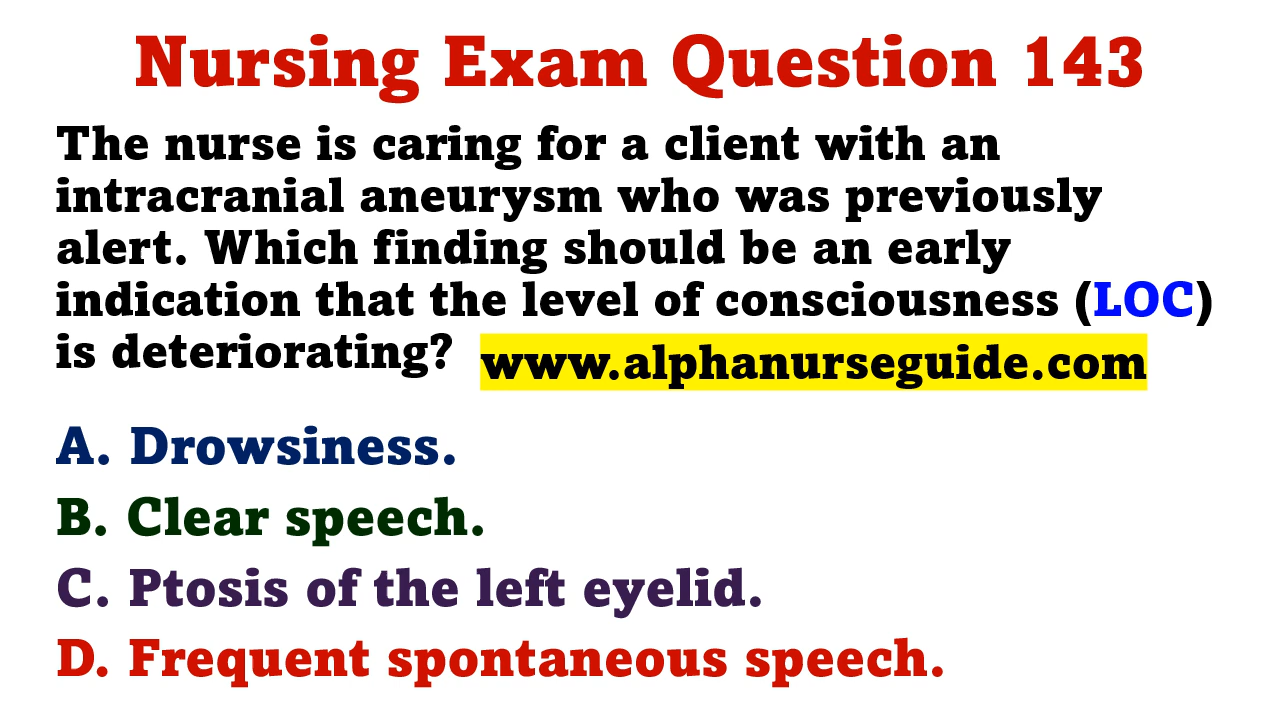 Nursing Exam Question 143
The nurse is caring for a client with an
intracranial aneurysm who was previously
alert. Which finding should be an early
indication that the level of consciousness (LOC)
is deteriorating? www.alphanurseguide.com
A. Drowsiness.
B. Clear speech.
C. Ptosis of the left eyelid.
D. Frequent spontaneous speech.